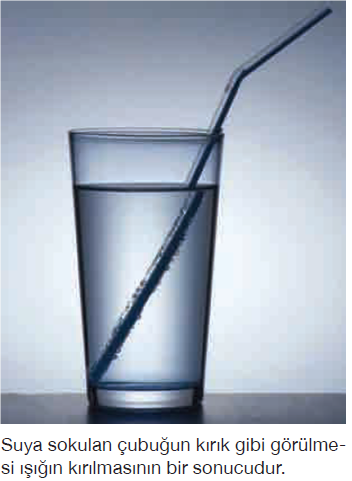 Suya sokulan çubuğun kırık gibi görülme-
si ışığın kırılmasının bir sonucudur.